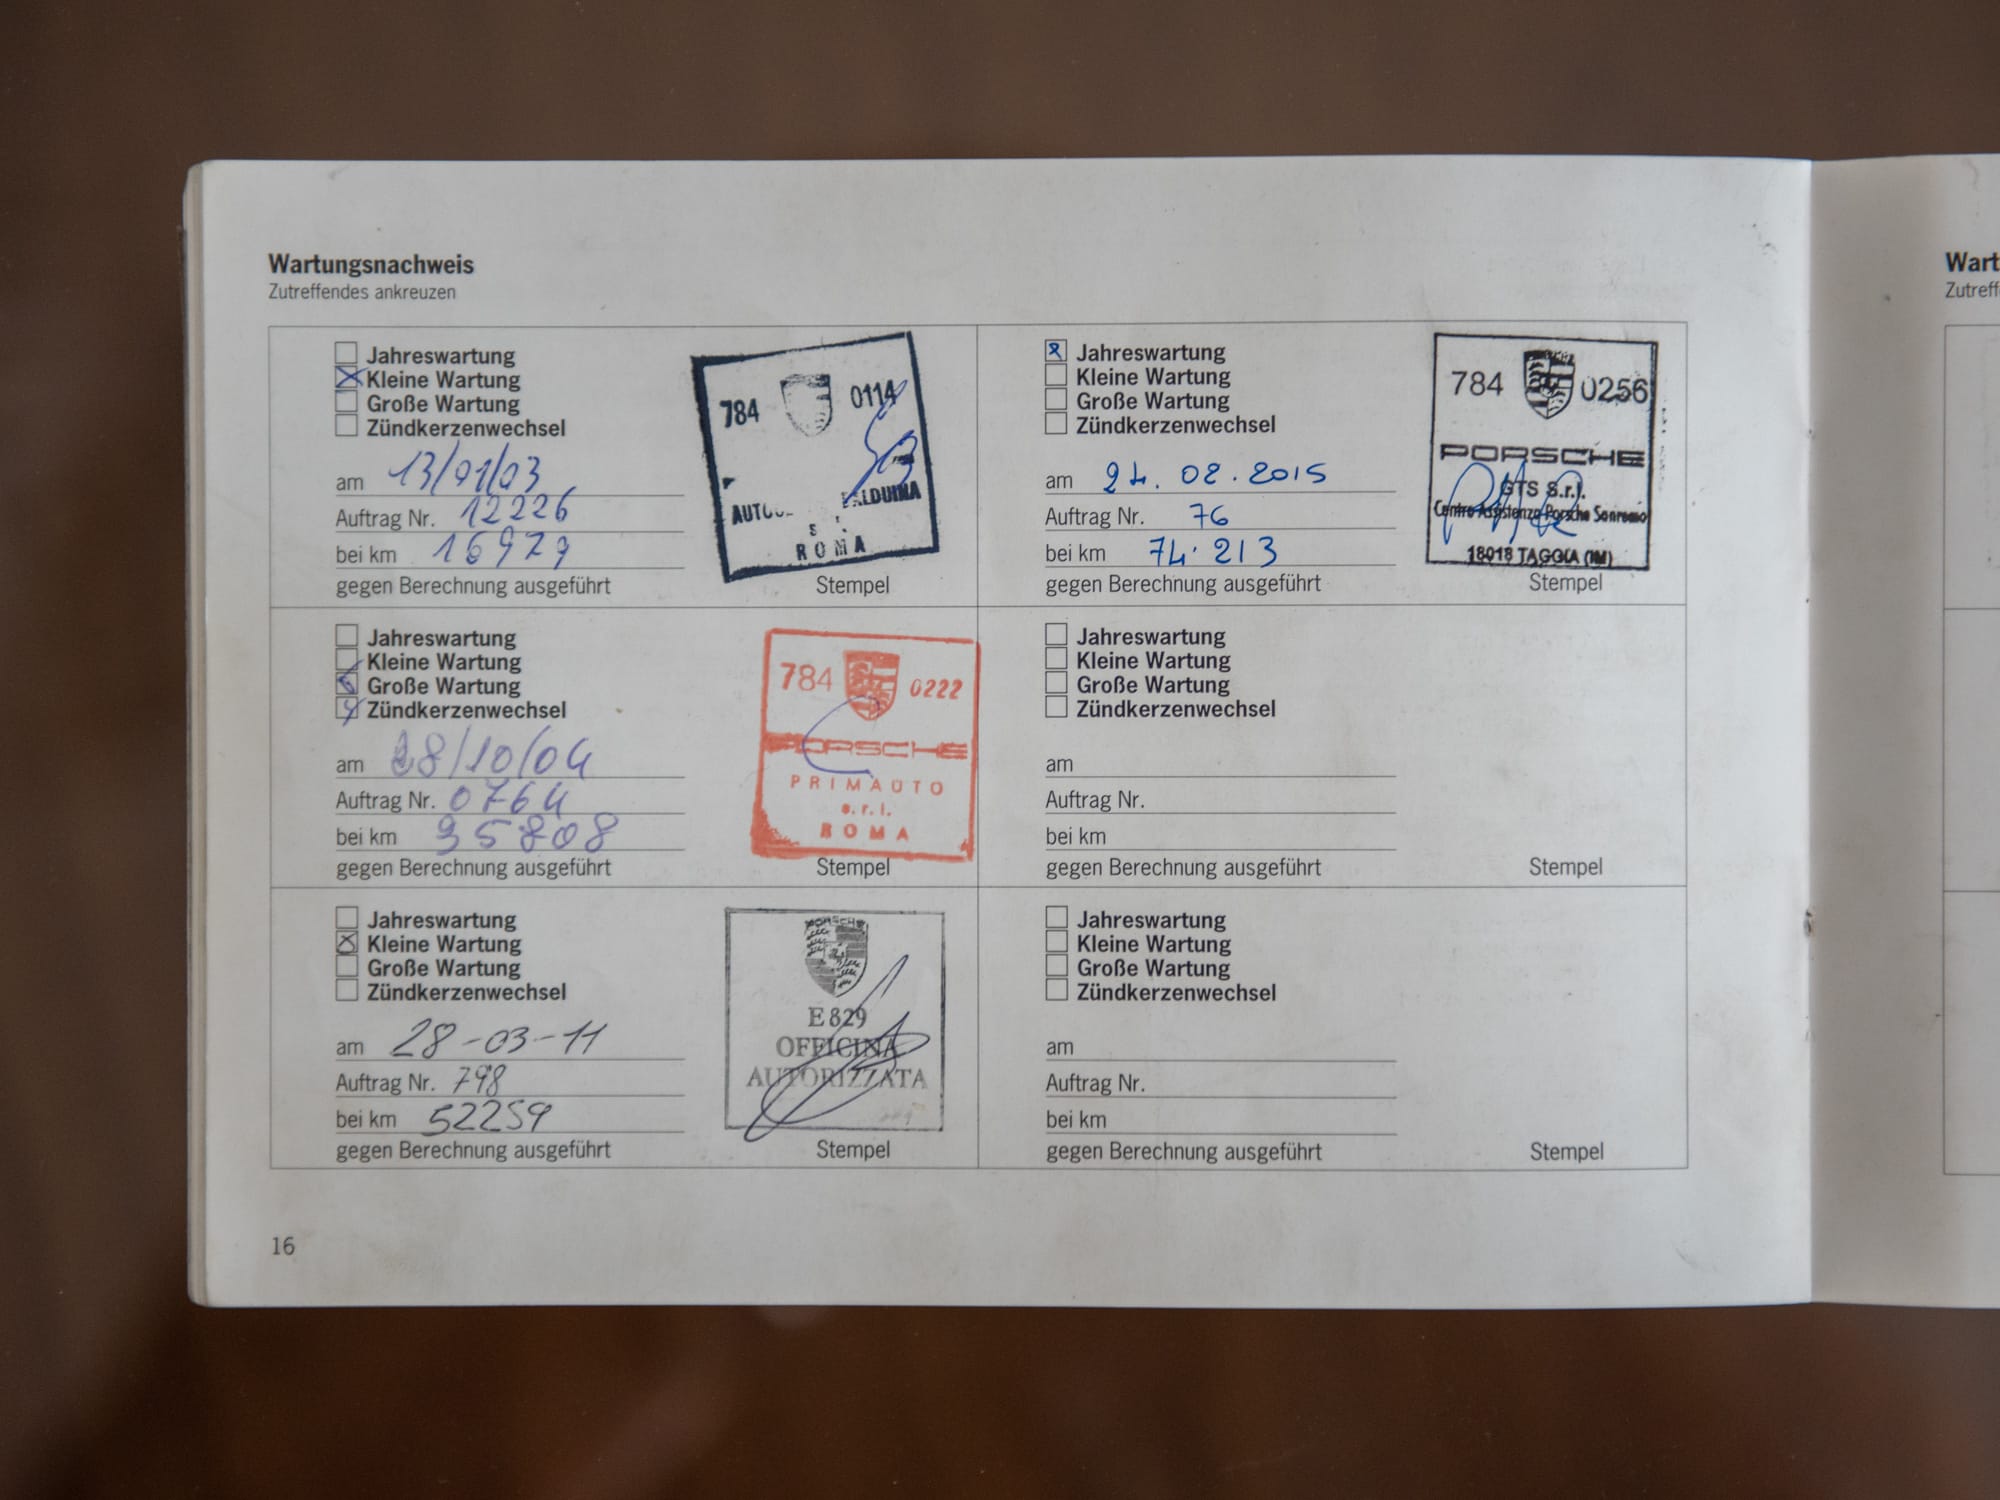 Wartungsnachweis
Zutreffendes ankreuzen
Jahreswartung
Kleine Wartung
Große Wartung
Zündkerzenwechsel
am 13/01/03
Auftrag Nr. 12226
bei km 16979
gegen Berechnung ausgeführt
784 0114
BALDUINA
ROMA
Stempel
Jahreswartung
Kleine Wartung
Große Wartung
Zündkerzenwechsel
am 24.02.2015
Auftrag Nr. 76
bei km 74.213
gegen Berechnung ausgeführt
784 0256
PORSCHE
GTS S.r.l.
Centro Assistenza Porsche Sanremo
18018 TAGGIA (IM)
Stempel
Jahreswartung
Kleine Wartung
Große Wartung
Zündkerzenwechsel
am 28/10/04
Auftrag Nr. 0764
bei km 35808
gegen Berechnung ausgeführt
784 0222
PORSCHE
PRIMAUTO
s.r.l.
ROMA
Stempel
Jahreswartung
Kleine Wartung
Große Wartung
Zündkerzenwechsel
am
Auftrag Nr.
bei km
gegen Berechnung ausgeführt
Stempel
Jahreswartung
Kleine Wartung
Große Wartung
Zündkerzenwechsel
am 28-03-11
Auftrag Nr. 798
bei km 52259
gegen Berechnung ausgeführt
PORSCHE
E829
OFFICINA
AUTORIZZATA
Stempel
Jahreswartung
Kleine Wartung
Große Wartung
Zündkerzenwechsel
am
Auftrag Nr.
bei km
gegen Berechnung ausgeführt
Stempel
16
Wart
Zutreff